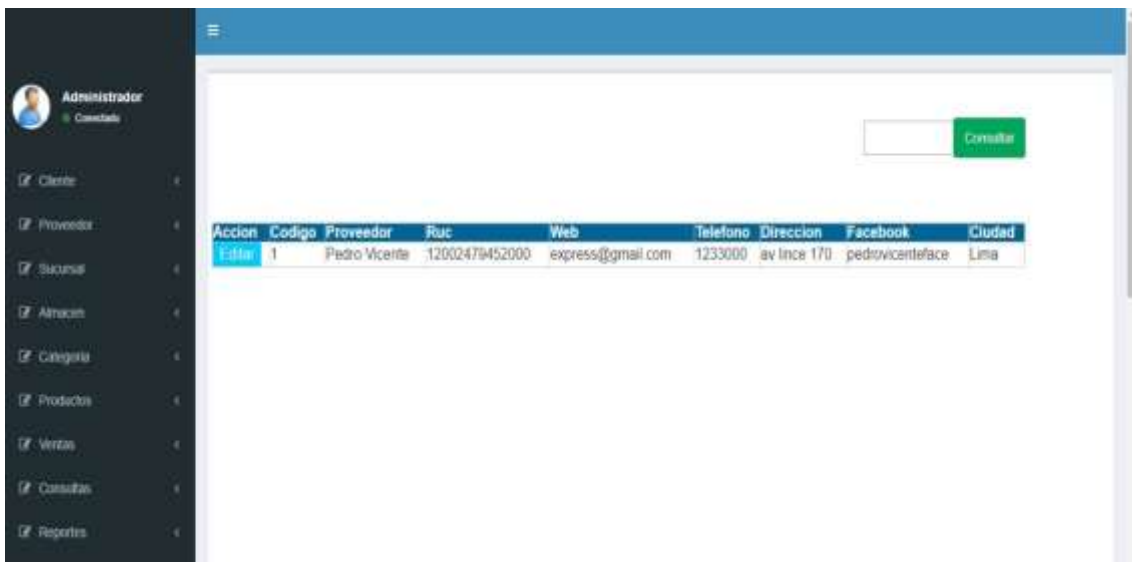 Administrador
Conectado
Cliente
Proveedor
Sucursal
Almacen
Categoria
Productos
Ventas
Consultas
Reportes
Consultar
Accion Codigo Proveedor Ruc Web Telefono Direccion Facebook Ciudad
Editar 1 Pedro Vicente 12002479452000 express@gmail.com 1233000 av lince 170 pedrovicenteface Lima